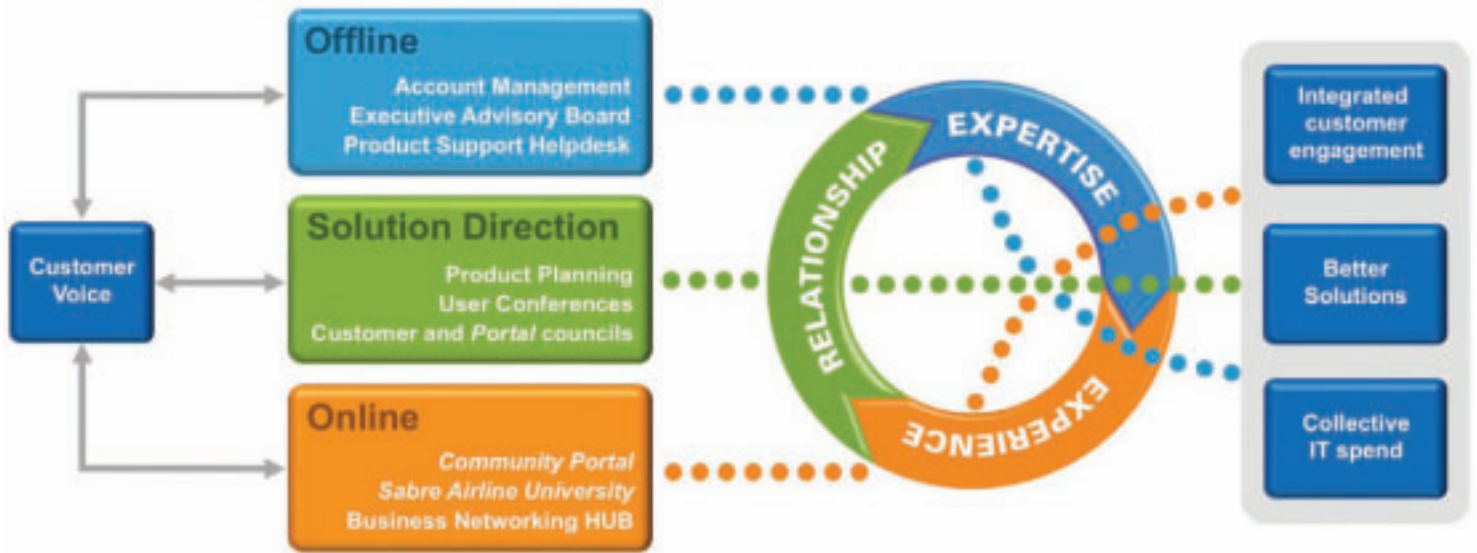 Customer
Voice
Offline
Account Management
Executive Advisory Board
Product Support Helpdesk
Solution Direction
Product Planning
User Conferences
Customer and Portal councils
Online
Community Portal
Sabre Airline University
Business Networking HUB
RELATIONSHIP
EXPERTISE
EXPERIENCE
Integrated
customer
engagement
Better
Solutions
Collective
IT spend